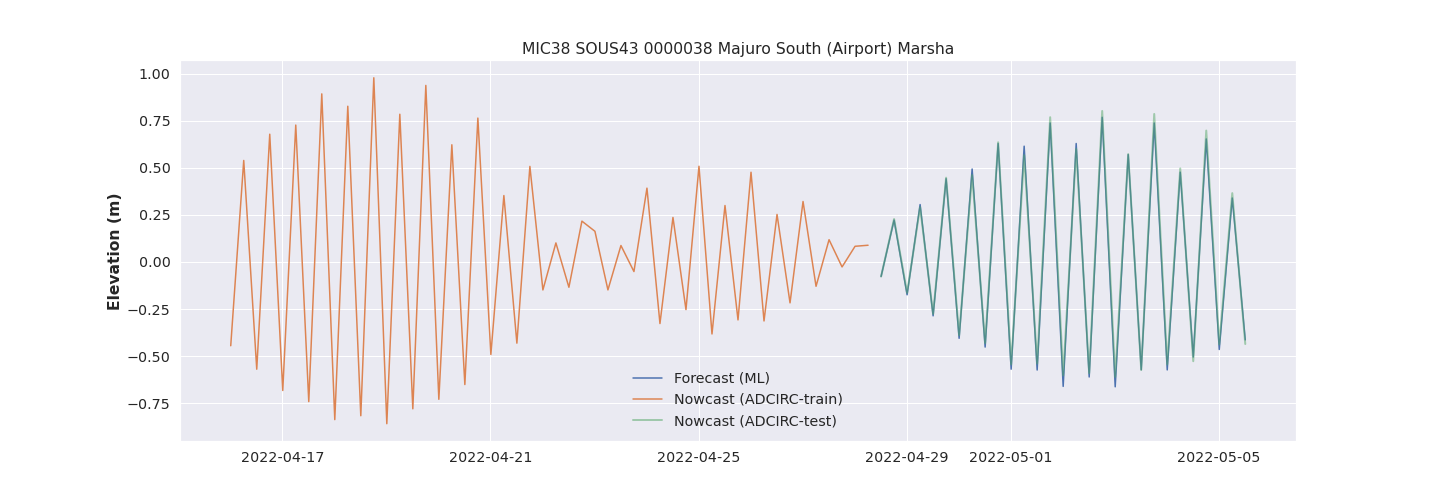 MIC38 SOUS43 0000038 Majuro South (Airport) Marsha
Elevation (m)
1.00
0.75
0.50
0.25
0.00
−0.25
−0.50
−0.75
Forecast (ML)
Nowcast (ADCIRC-train)
Nowcast (ADCIRC-test)
2022-04-17 2022-04-21 2022-04-25 2022-04-29 2022-05-01 2022-05-05